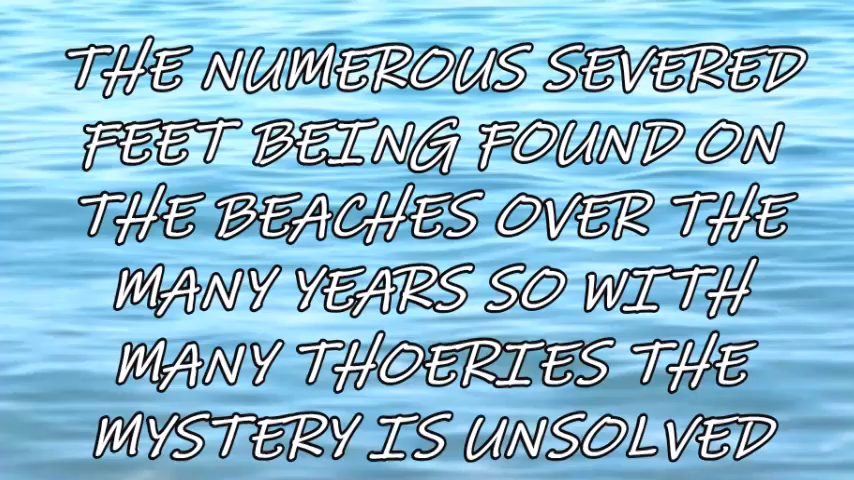 THE NUMEROUS SEVERED
FEET BEING FOUND ON
THE BEACHES OVER THE
MANY YEARS SO WITH
MANY THOERIES THE
MYSTERY IS UNSOLVED